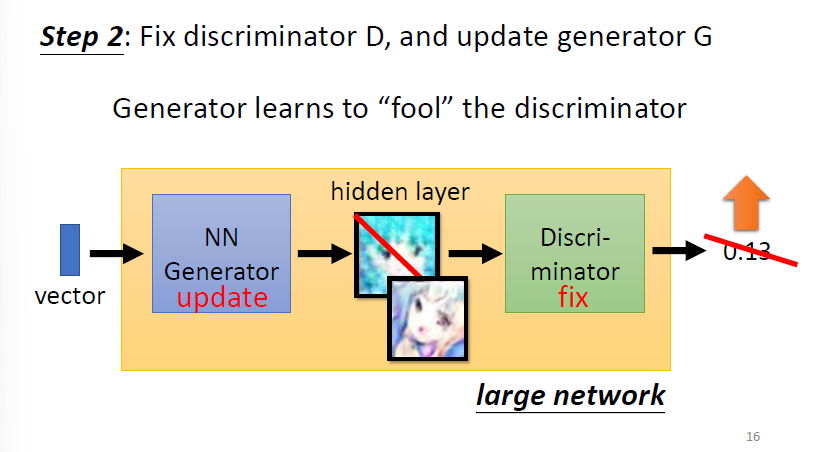 Step 2: Fix discriminator D, and update generator G
Generator learns to “fool” the discriminator
hidden layer
NN
Generator
update
Discri-
minator
fix
0.13
vector
large network
16